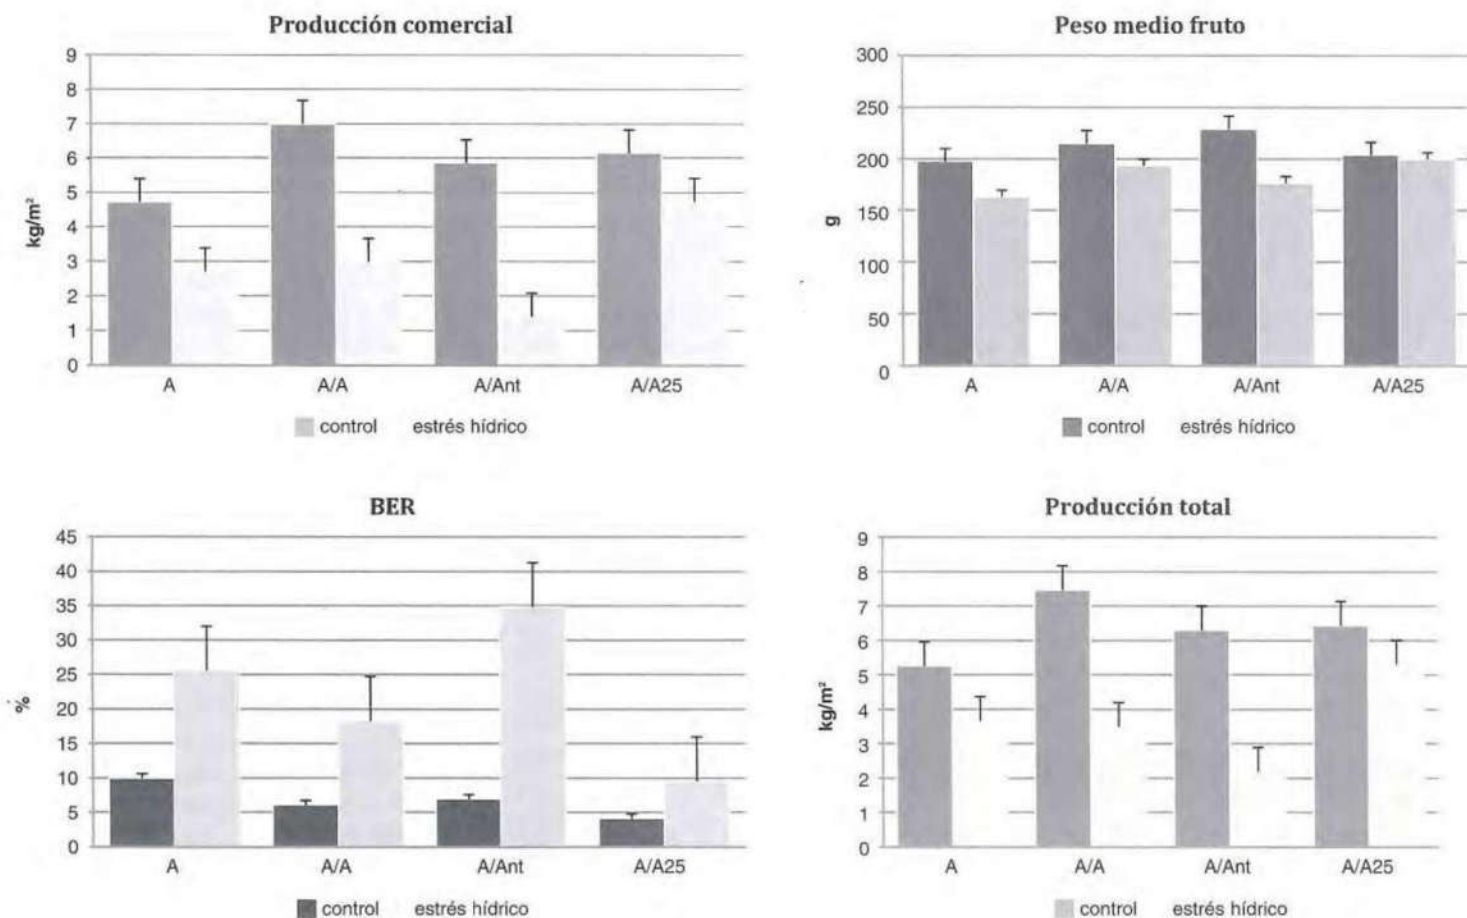 Producción comercial
9
8
7
6
5
4
3
2
1
0
kg/m²
A A/A A/Ant A/A25
control estrés hídrico
Peso medio fruto
300
250
200
150
100
50
0
g
A A/A A/Ant A/A25
control estrés hídrico
BER
45
40
35
30
25
20
15
10
5
0
%
A A/A A/Ant A/A25
control estrés hídrico
Producción total
9
8
7
6
5
4
3
2
1
0
kg/m²
A A/A A/Ant A/A25
control estrés hídrico